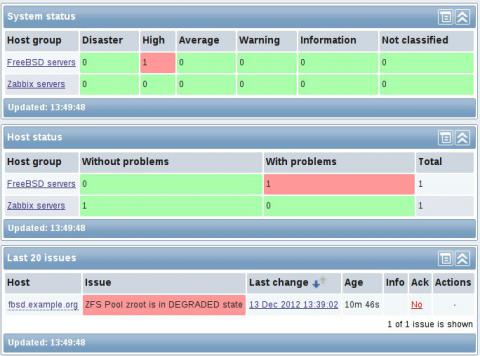 System status
Host group Disaster High Average Warning Information Not classified
FreeBSD servers 0 1 0 0 0 0
Zabbix servers 0 0 0 0 0 0
Updated: 13:49:48
Host status
Host group Without problems With problems Total
FreeBSD servers 0 1 1
Zabbix servers 1 0 1
Updated: 13:49:48
Last 20 issues
Host Issue Last change Age Info Ack Actions
fbsd.example.org ZFS Pool zroot is in DEGRADED state 13 Dec 2012 13:39:02 10m 46s No -
1 of 1 issue is shown
Updated: 13:49:48